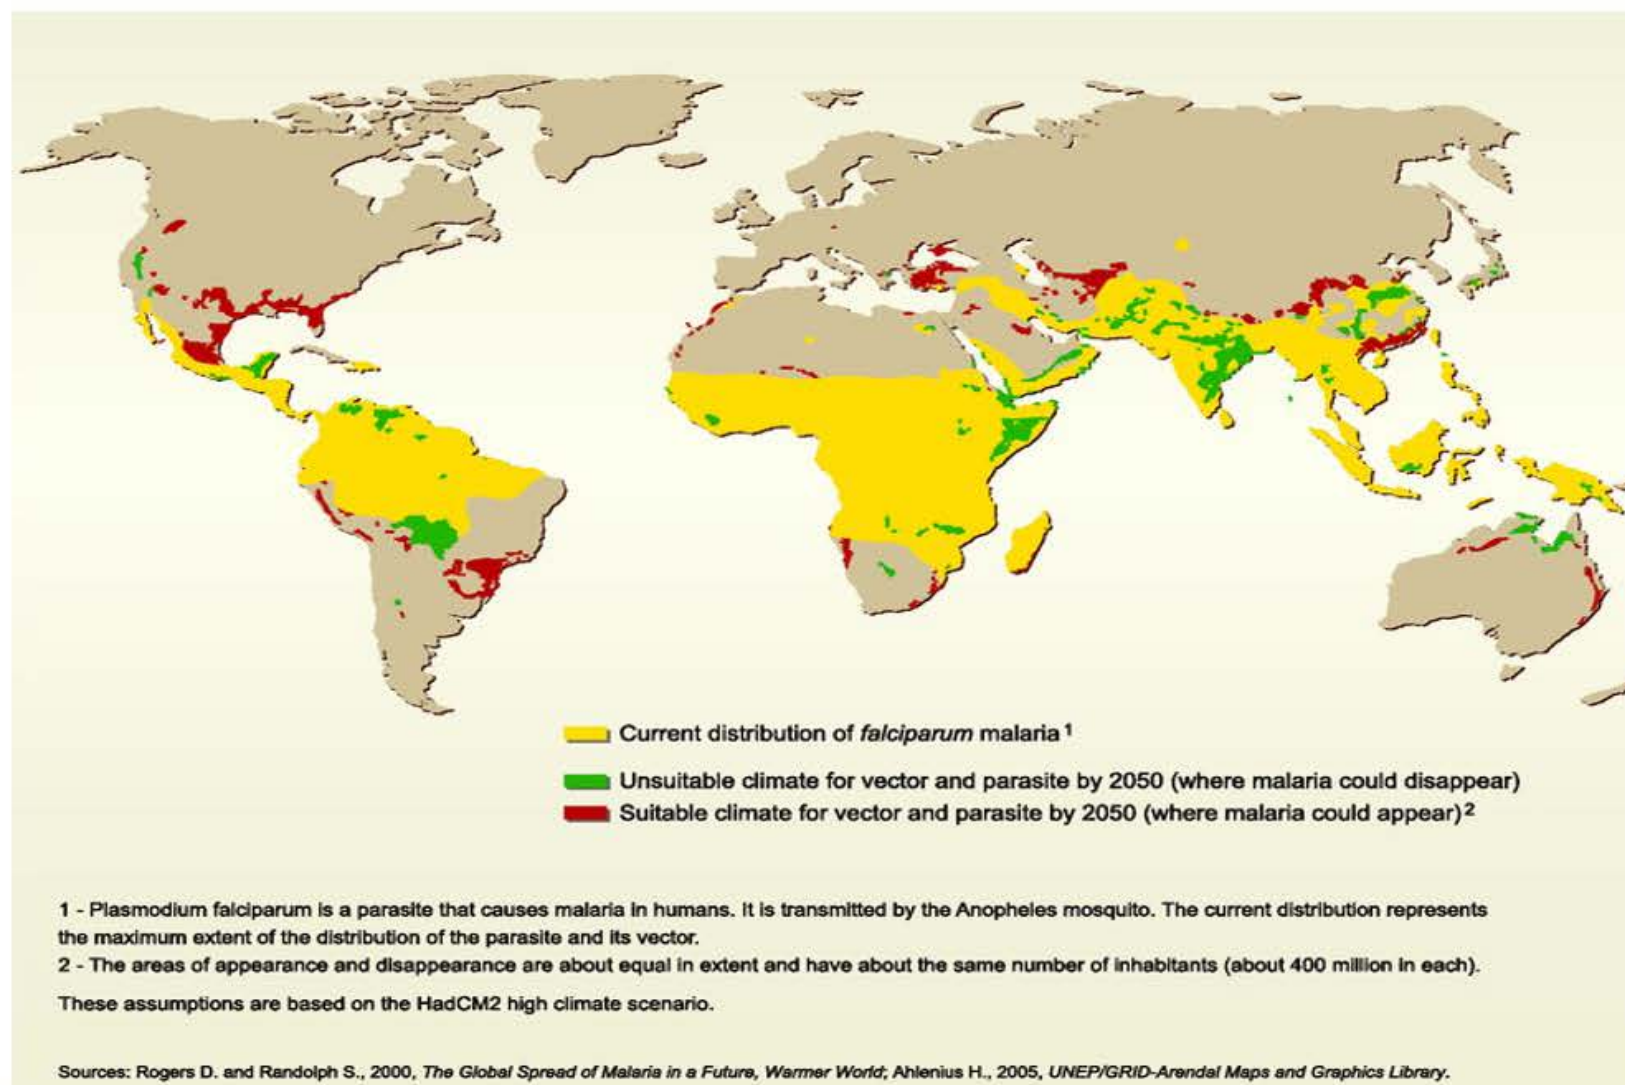 Current distribution of falciparum malaria 1
Unsuitable climate for vector and parasite by 2050 (where malaria could disappear)
Suitable climate for vector and parasite by 2050 (where malaria could appear) 2
1 - Plasmodium falciparum is a parasite that causes malaria in humans. It is transmitted by the Anopheles mosquito. The current distribution represents
the maximum extent of the distribution of the parasite and its vector.
2 - The areas of appearance and disappearance are about equal in extent and have about the same number of inhabitants (about 400 million in each).
These assumptions are based on the HadCM2 high climate scenario.
Sources: Rogers D. and Randolph S., 2000, The Global Spread of Malaria in a Future, Warmer World; Ahlenius H., 2005, UNEP/GRID-Arendal Maps and Graphics Library.